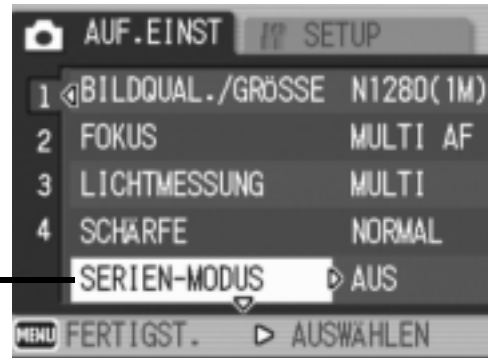 AUF.EINST SETUP
1 BILDQUAL./GRÖSSE N1280(1M)
2 FOKUS MULTI AF
3 LICHTMESSUNG MULTI
4 SCHÄRFE NORMAL
SERIEN-MODUS AUS
MENU FERTIGST. AUSWÄHLEN